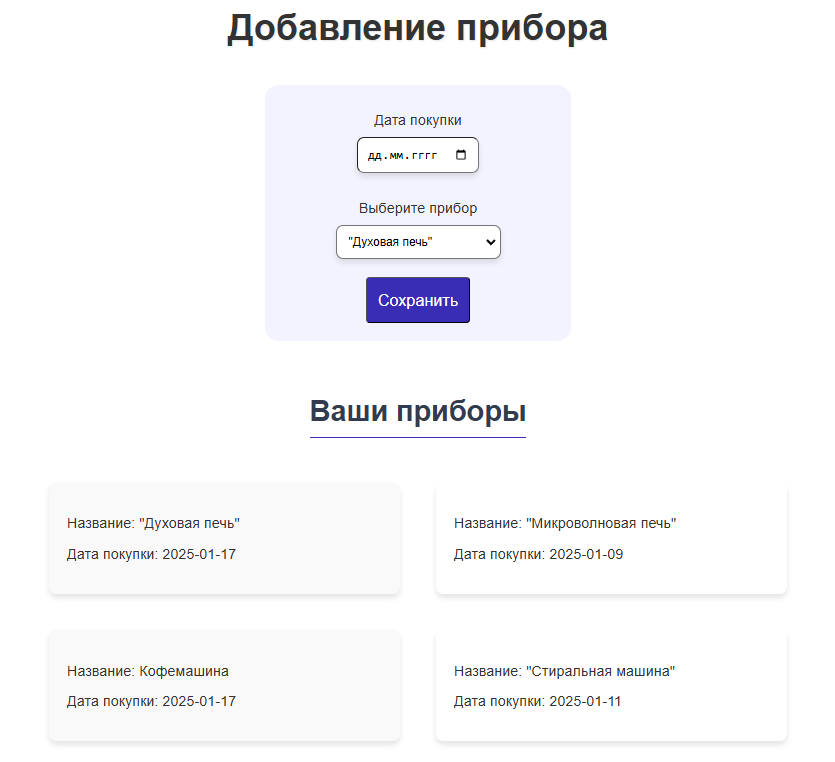 Добавление прибора
Дата покупки
дд.мм.гггг
Выберите прибор
"Духовая печь"
Сохранить
Ваши приборы
Название: "Духовая печь"
Дата покупки: 2025-01-17
Название: "Микроволновая печь"
Дата покупки: 2025-01-09
Название: Кофемашина
Дата покупки: 2025-01-17
Название: "Стиральная машина"
Дата покупки: 2025-01-11